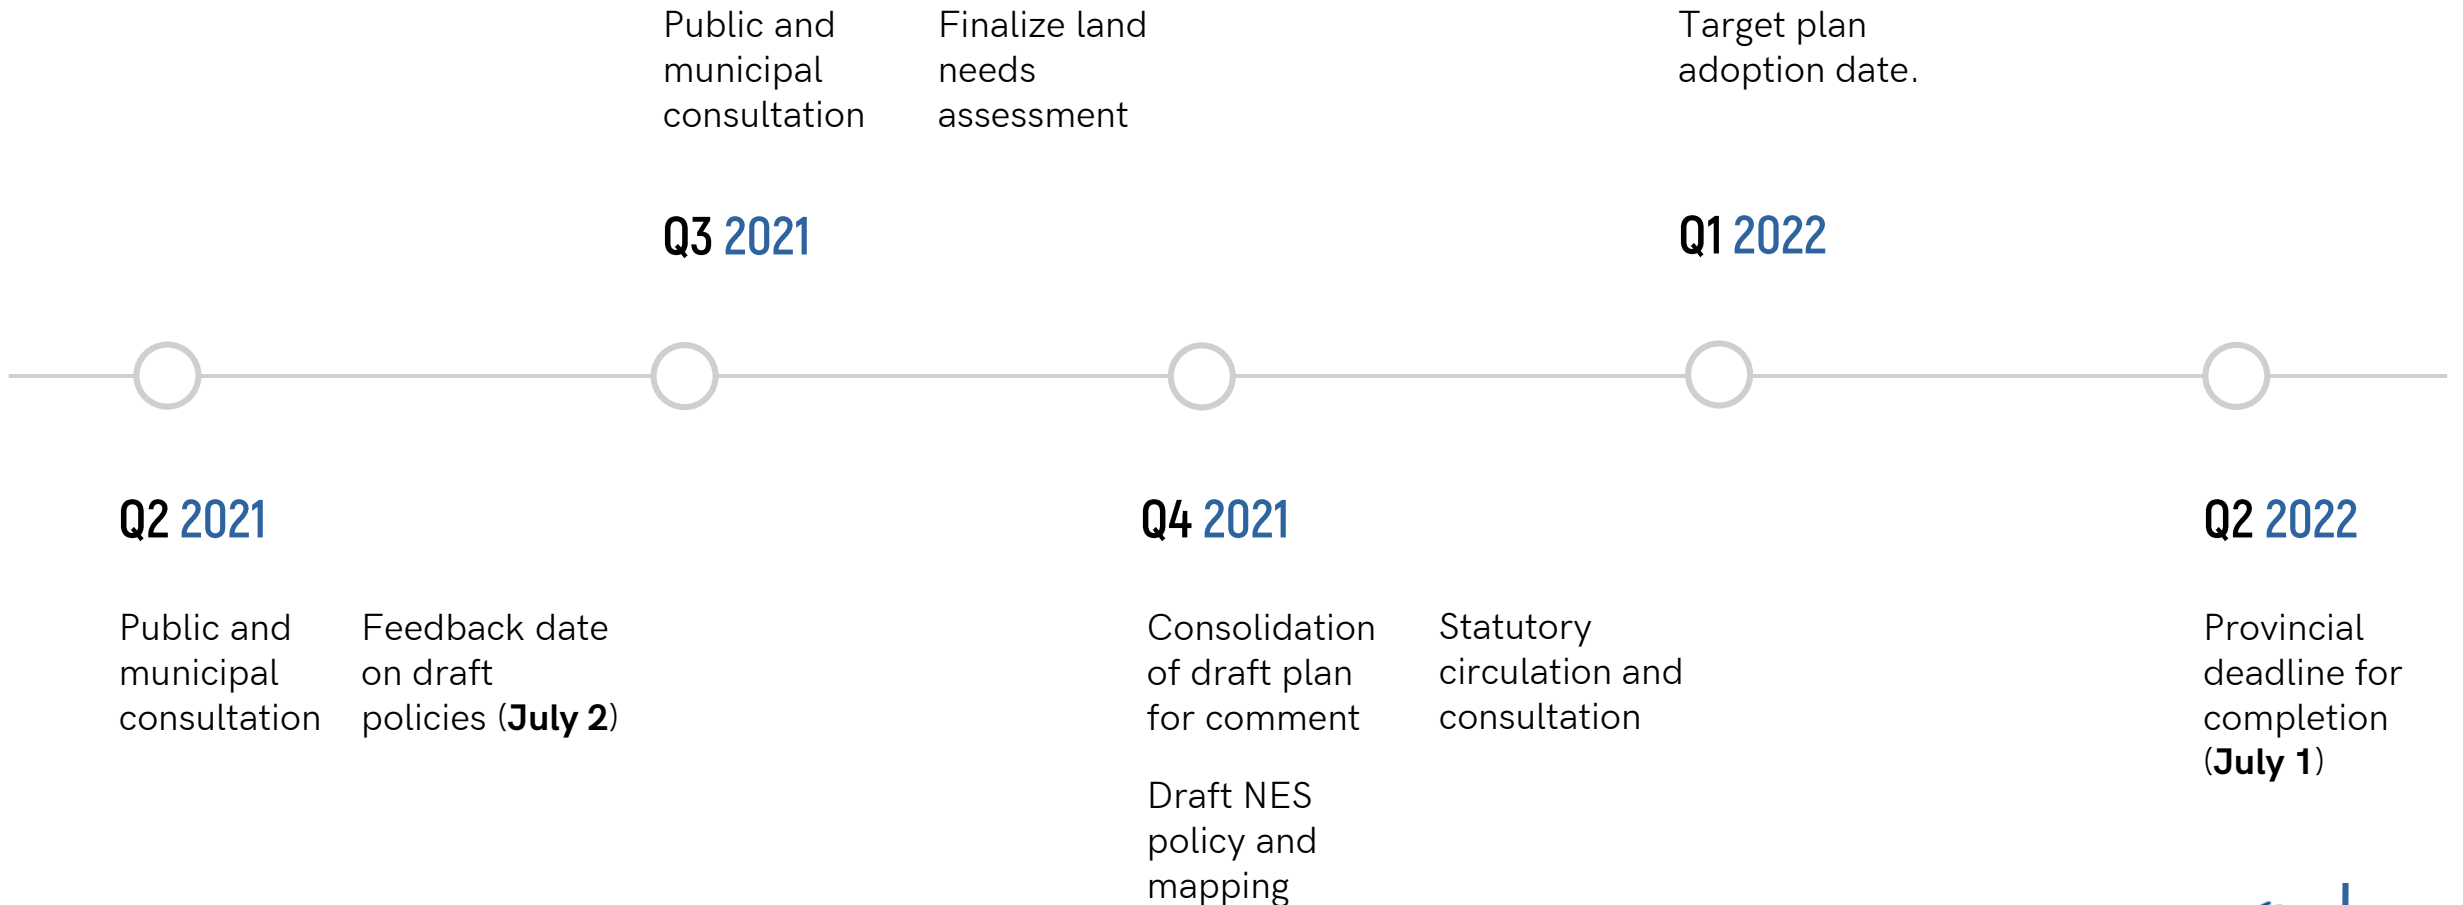 Public and
municipal
consultation
Finalize land
needs
assessment
Target plan
adoption date.
Q3 2021
Q1 2022
Q2 2021
Q4 2021
Q2 2022
Public and
municipal
consultation
Feedback date
on draft
policies (July 2)
Consolidation
of draft plan
for comment
Draft NES
policy and
mapping
Statutory
circulation and
consultation
Provincial
deadline for
completion
(July 1)